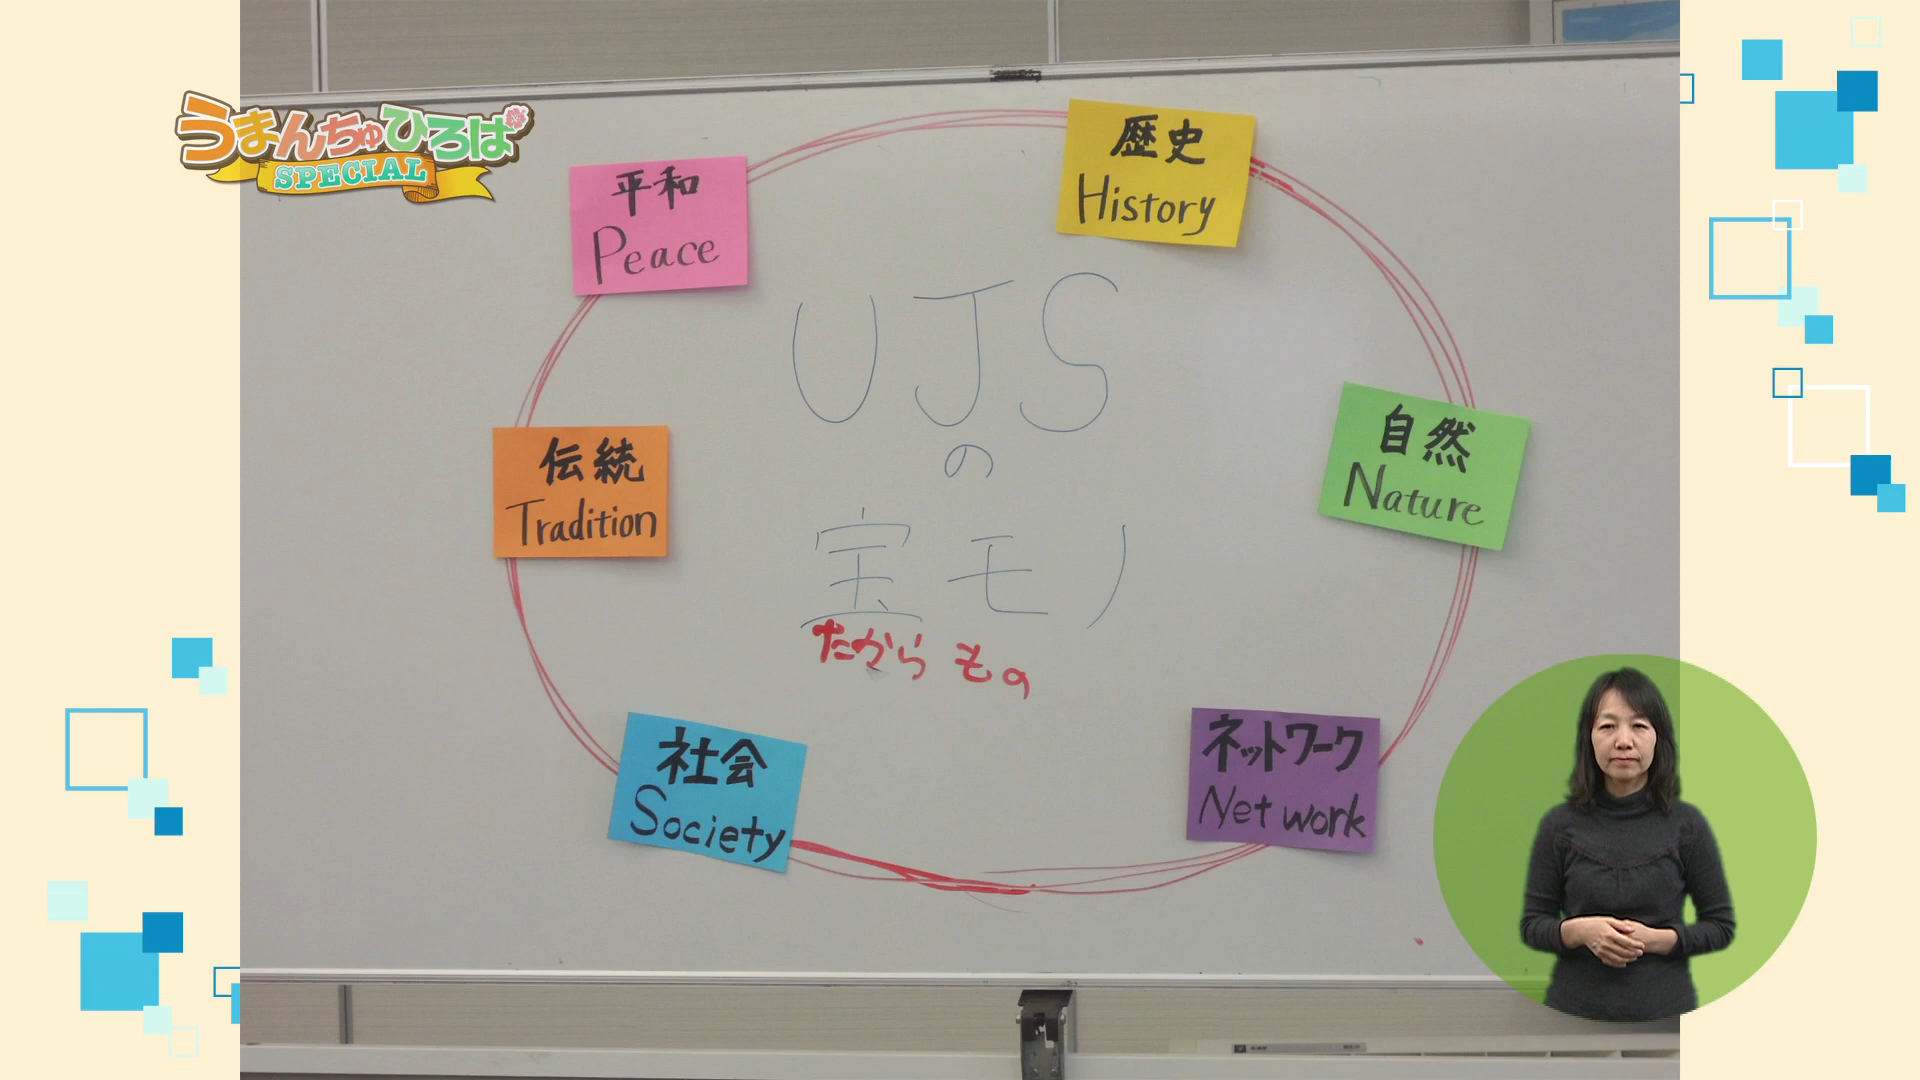 うまんちゅひろば
SPECIAL
平和
Peace
歴史
History
UJS
の
宝モノ
たから もの
伝統
Tradition
自然
Nature
社会
Society
ネットワーク
Network